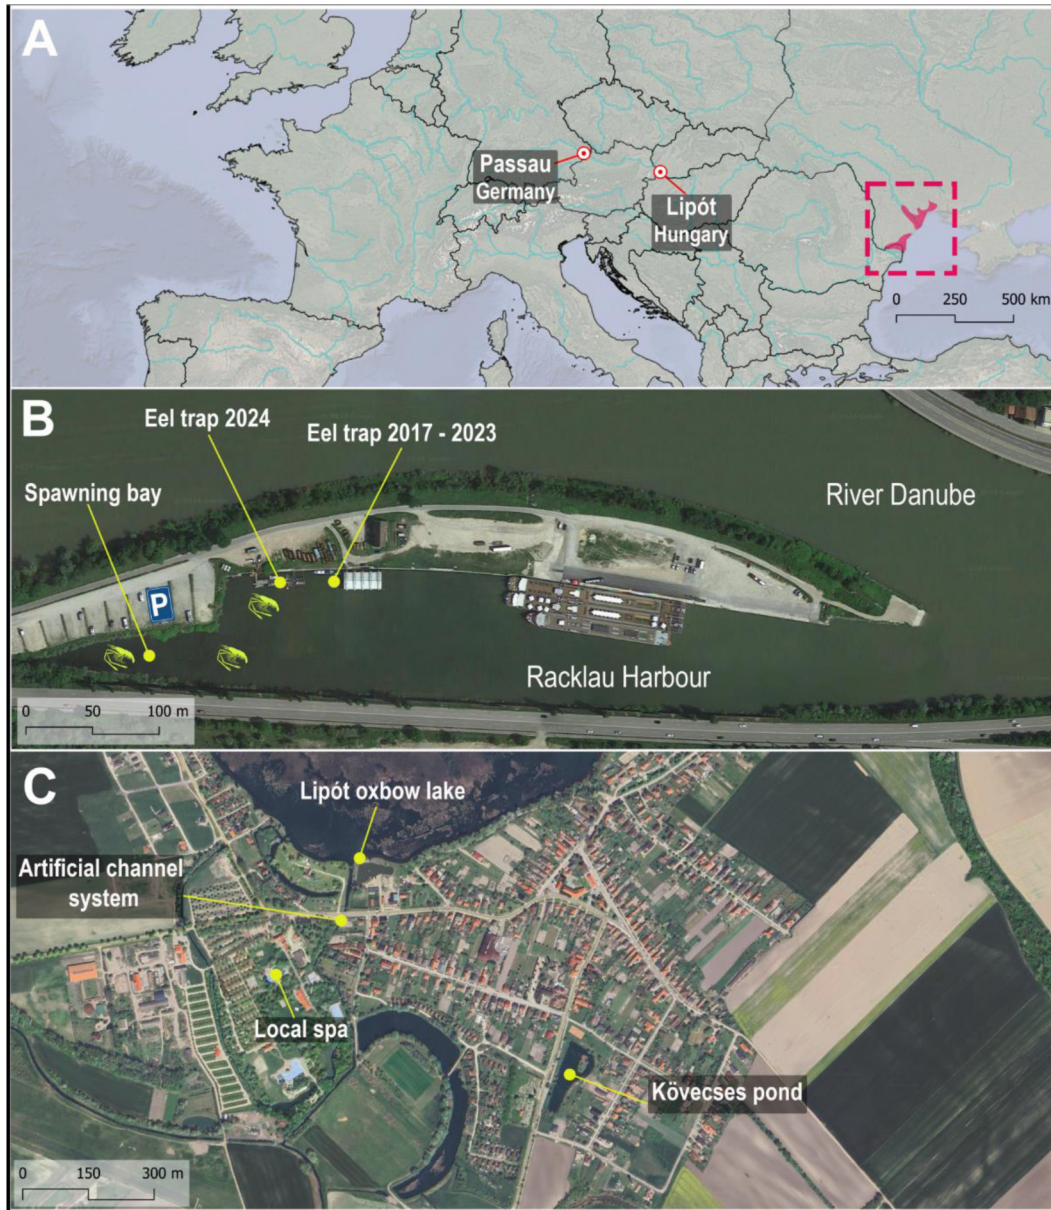 A
Passau
Germany
Lipót
Hungary
0 250 500 km
B
Eel trap 2024
Eel trap 2017 - 2023
Spawning bay
River Danube
P
Racklau Harbour
0 50 100 m
C
Lipót oxbow lake
Artificial channel
system
Local spa
Kövecses pond
0 150 300 m